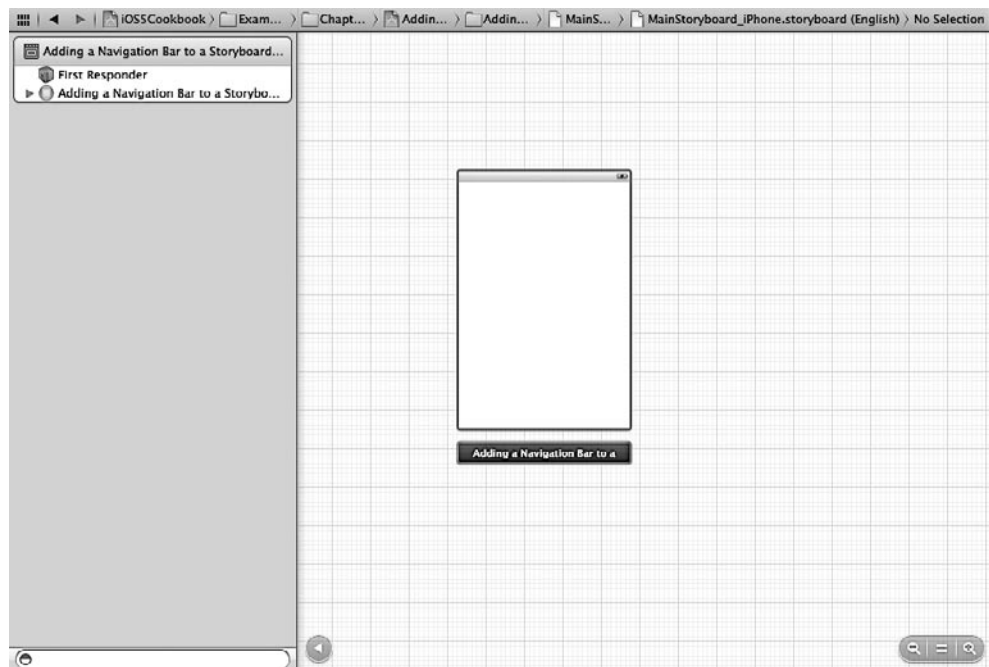 iOS5Cookbook 〉 Exam... 〉 Chapt... 〉 Addin... 〉 Addin... 〉 MainS... 〉 MainStoryboard_iPhone.storyboard (English) 〉 No Selection
Adding a Navigation Bar to a Storyboard...
First Responder
Adding a Navigation Bar to a Storybo...
Adding a Navigation Bar to a